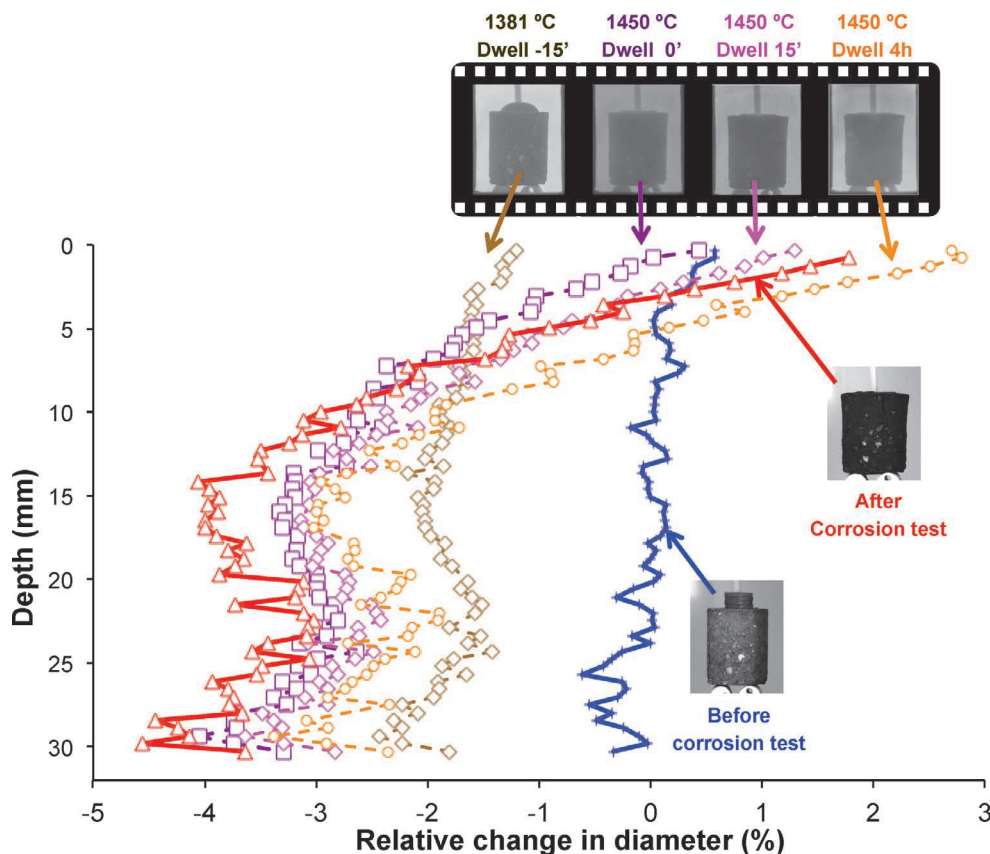 1381 ºC 1450 ºC 1450 ºC 1450 ºC
Dwell -15’ Dwell 0’ Dwell 15’ Dwell 4h
0
5
10
15
20
25
30
Depth (mm)
After
Corrosion test
Before
corrosion test
-5 -4 -3 -2 -1 0 1 2 3
Relative change in diameter (%)